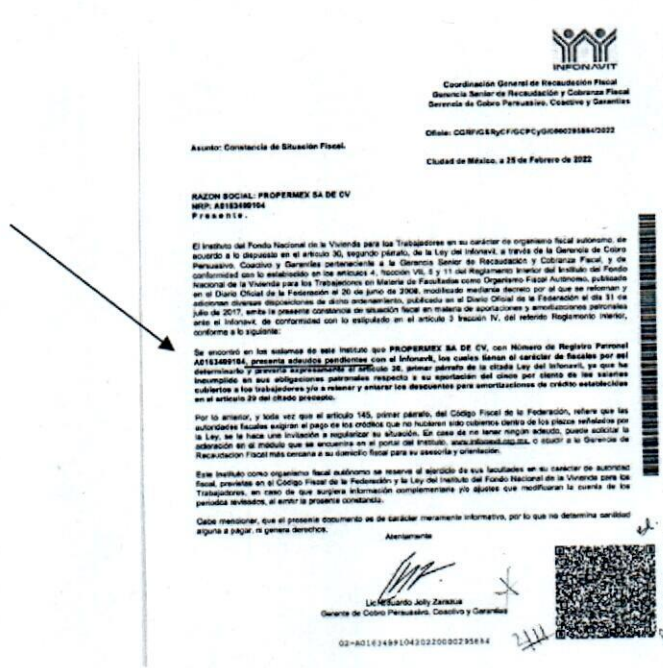 INFONAVIT
Coordinación General de Recaudación Fiscal
Gerencia Senior de Recaudación y Cobranza Fiscal
Gerencia de Cobro Persuasivo, Coactivo y Garantías
Oficio: CGRF/GSRyCF/GCPCyG/0000295694/2022
Asunto: Constancia de Situación Fiscal.
Ciudad de México, a 25 de Febrero de 2022
RAZON SOCIAL: PROPERMEX SA DE CV
NRP: A0163499104
Presente.
El Instituto del Fondo Nacional de la Vivienda para los Trabajadores en su carácter de organismo fiscal autónomo, de
acuerdo a lo dispuesto en el artículo 30, segundo párrafo, de la Ley del Infonavit, a través de la Gerencia de Cobro
Persuasivo, Coactivo y Garantías perteneciente a la Gerencia Senior de Recaudación y Cobranza Fiscal, y de
conformidad con lo establecido en los artículos 4, fracción VII, 8 y 11 del Reglamento Interior del Instituto del Fondo
Nacional de la Vivienda para los Trabajadores en Materia de Facultades como Organismo Fiscal Autónomo, publicado
en el Diario Oficial de la Federación el 20 de junio de 2008, modificado mediante decreto por el que se reforman y
adicionan diversas disposiciones de dicho ordenamiento, publicado en el Diario Oficial de la Federación el día 31 de
julio de 2017, emite la presente constancia de situación fiscal en materia de aportaciones y amortizaciones patronales
ante el Infonavit, de conformidad con lo estipulado en el artículo 3 fracción IV, del referido Reglamento Interior,
conforme a lo siguiente:
Se encontró en los sistemas de este Instituto que PROPERMEX SA DE CV, con Número de Registro Patronal
A0163499104, presenta adeudos pendientes con el Infonavit, los cuales tienen el carácter de fiscales por así
determinarlo y preverlo expresamente el artículo 30, primer párrafo de la citada Ley del Infonavit, ya que ha
incumplido en sus obligaciones patronales respecto a su aportación del cinco por ciento de los salarios
cubiertos a los trabajadores y/o a retener y enterar los descuentos para amortizaciones de crédito establecidas
en el artículo 29 del citado precepto.
Por lo anterior, y toda vez que el artículo 145, primer párrafo, del Código Fiscal de la Federación, refiere que las
autoridades fiscales exigirán el pago de los créditos que no hubieren sido cubiertos dentro de los plazos señalados por
la Ley, se le hace una invitación a regularizar su situación. En caso de no tener ningún adeudo, puede solicitar la
aclaración en el módulo que se encuentra en el portal del Instituto, www.infonavit.org.mx, o acudir a la Gerencia de
Recaudación Fiscal más cercana a su domicilio fiscal para su asesoría y orientación.
Este Instituto como organismo fiscal autónomo se reserva el ejercicio de sus facultades en su carácter de autoridad
fiscal, previstas en el Código Fiscal de la Federación y la Ley del Instituto del Fondo Nacional de la Vivienda para los
Trabajadores, en caso de que surgiera información complementaria y/o ajustes que modificaran la cuenta de los
periodos revisados, al emitir la presente constancia.
Cabe mencionar, que el presente documento es de carácter meramente informativo, por lo que no determina cantidad
alguna a pagar, ni genera derechos.
Atentamente
Lic. Eduardo Jolly Zarazua
Gerente de Cobro Persuasivo, Coactivo y Garantías